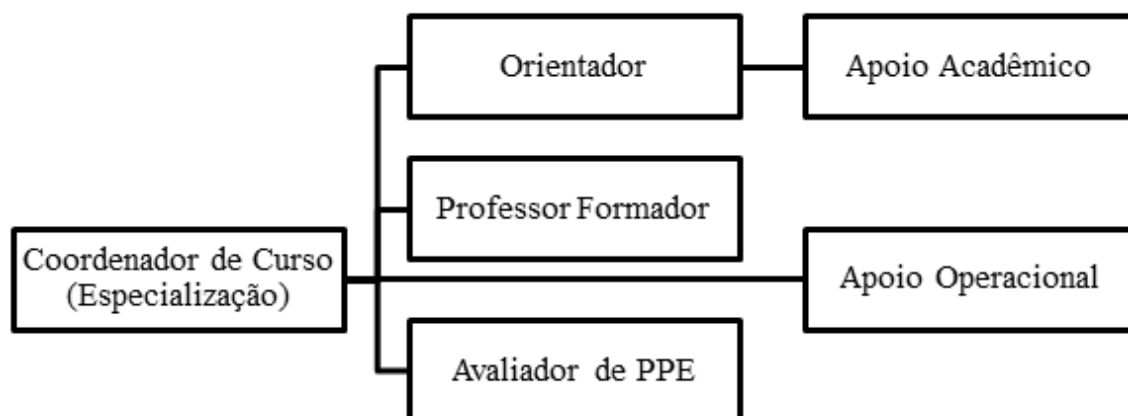 Orientador
Apoio Acadêmico
Professor Formador
Coordenador de Curso
(Especialização)
Apoio Operacional
Avaliador de PPE